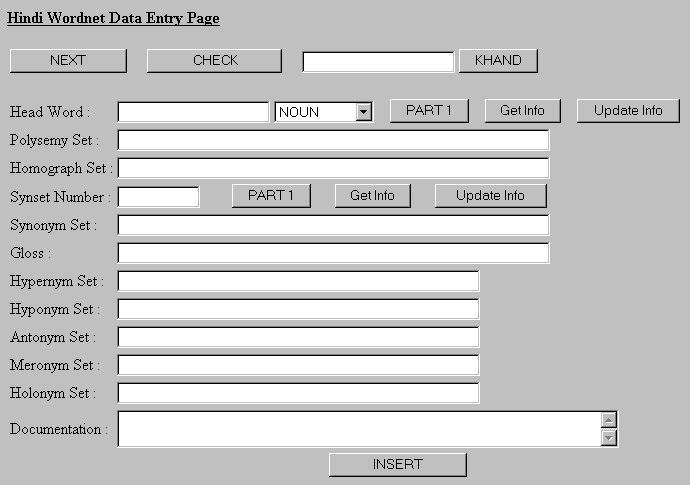 Hindi Wordnet Data Entry Page
NEXT CHECK KHAND
Head Word : NOUN PART 1 Get Info Update Info
Polysemy Set :
Homograph Set :
Synset Number : PART 1 Get Info Update Info
Synonym Set :
Gloss :
Hypernym Set :
Hyponym Set :
Antonym Set :
Meronym Set :
Holonym Set :
Documentation :
INSERT